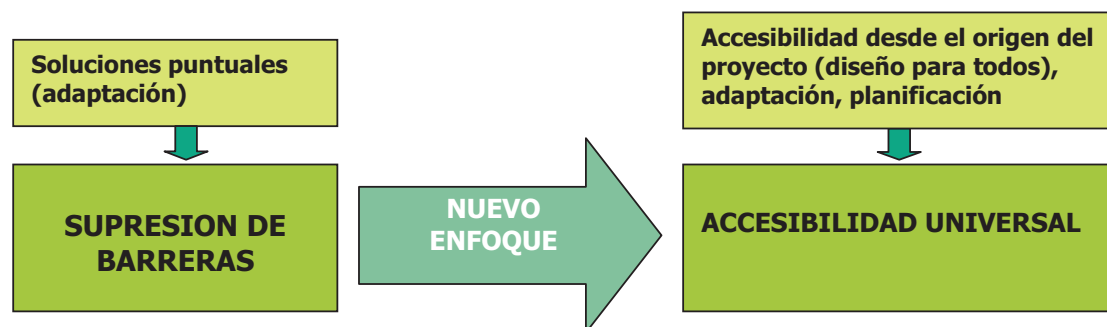 Soluciones puntuales
(adaptación)
SUPRESION DE
BARRERAS
NUEVO
ENFOQUE
Accesibilidad desde el origen del
proyecto (diseño para todos),
adaptación, planificación
ACCESIBILIDAD UNIVERSAL